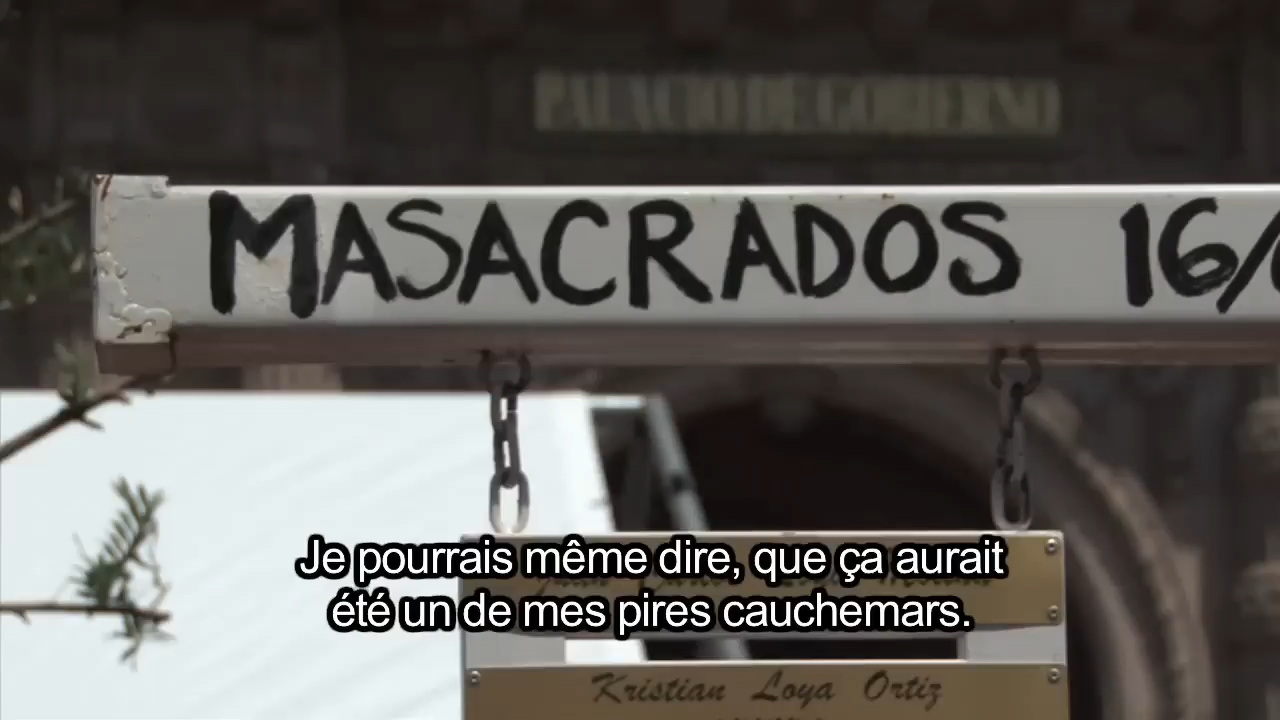 PALACIO DE GOBIERNO
MASACRADOS 16/
Je pourrais même dire, que ça aurait
été un de mes pires cauchemars.
Kristian Loya Ortiz